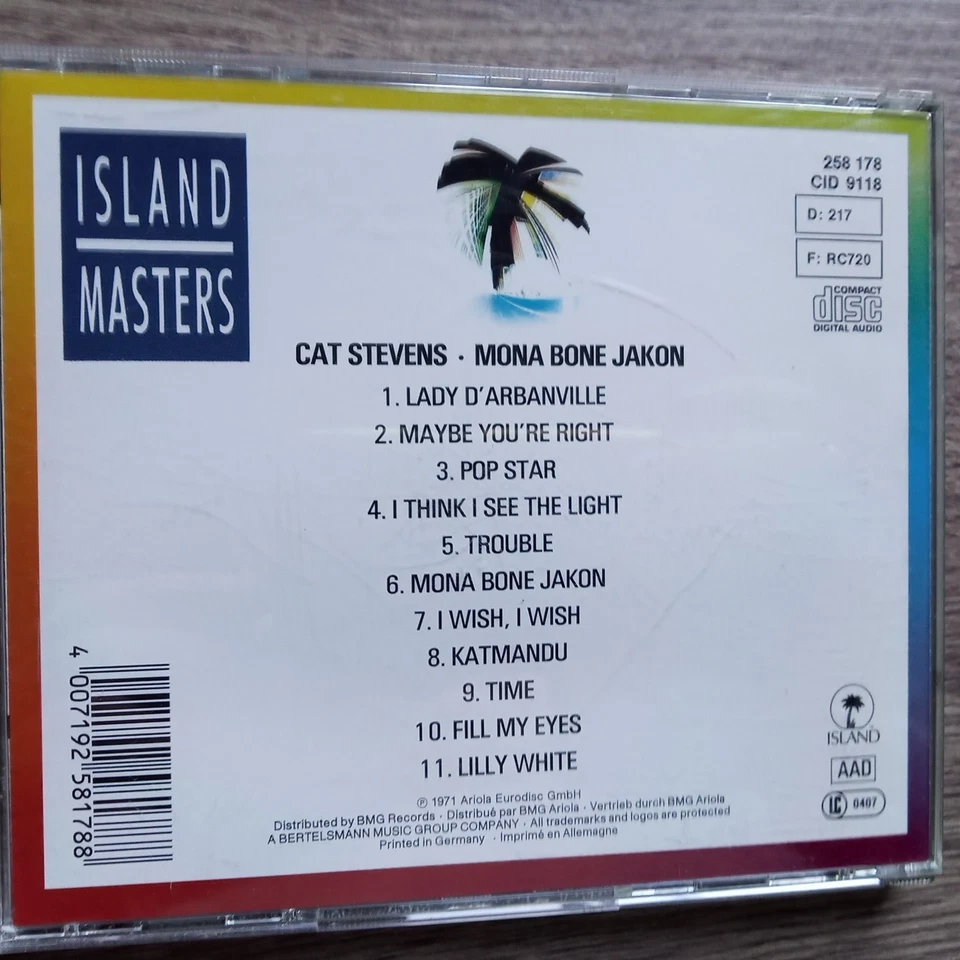 ISLAND
MASTERS
258 178
CID 9118
D: 217
F: RC720
COMPACT
disc
DIGITAL AUDIO
CAT STEVENS · MONA BONE JAKON
1. LADY D'ARBANVILLE
2. MAYBE YOU'RE RIGHT
3. POP STAR
4. I THINK I SEE THE LIGHT
5. TROUBLE
6. MONA BONE JAKON
7. I WISH, I WISH
8. KATMANDU
9. TIME
10. FILL MY EYES
11. LILLY WHITE
4 007192 581788
ISLAND
AAD
LC 0407
℗ 1971 Ariola Eurodisc GmbH
Distributed by BMG Records · Distribué par BMG Ariola · Vertrieb durch BMG Ariola
A BERTELSMANN MUSIC GROUP COMPANY · All trademarks and logos are protected
Printed in Germany · Imprimé en Allemagne